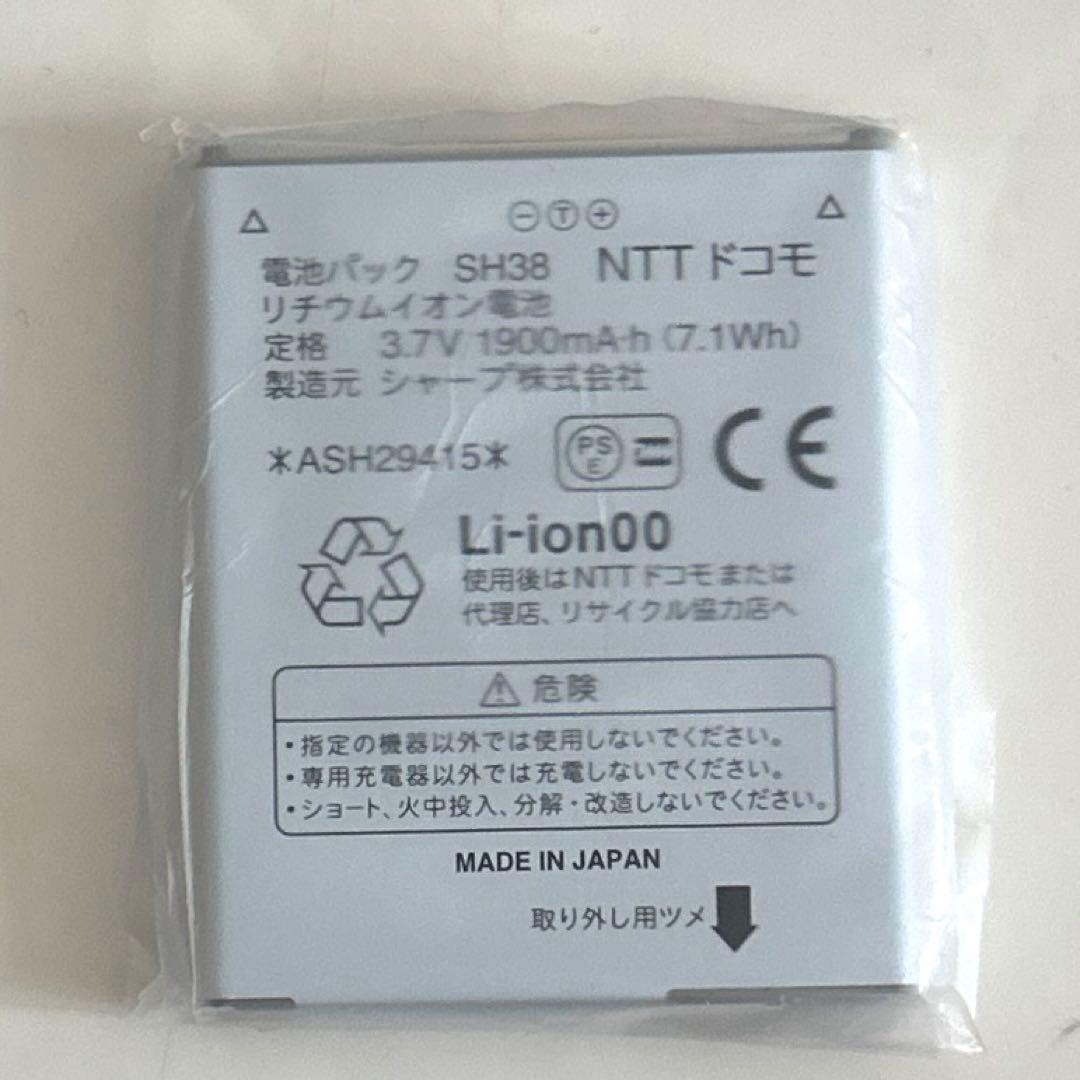 ⊖Ⓣ⊕
電池パック SH38 NTTドコモ
リチウムイオン電池
定格 3.7V 1900mA·h (7.1Wh)
製造元 シャープ株式会社
*ASH29415* PS E CE
Li-ion00
使用後はNTTドコモまたは
代理店、リサイクル協力店へ
⚠危険
・指定の機器以外では使用しないでください。
・専用充電器以外では充電しないでください。
・ショート、火中投入、分解・改造しないでください。
MADE IN JAPAN
取り外し用ツメ